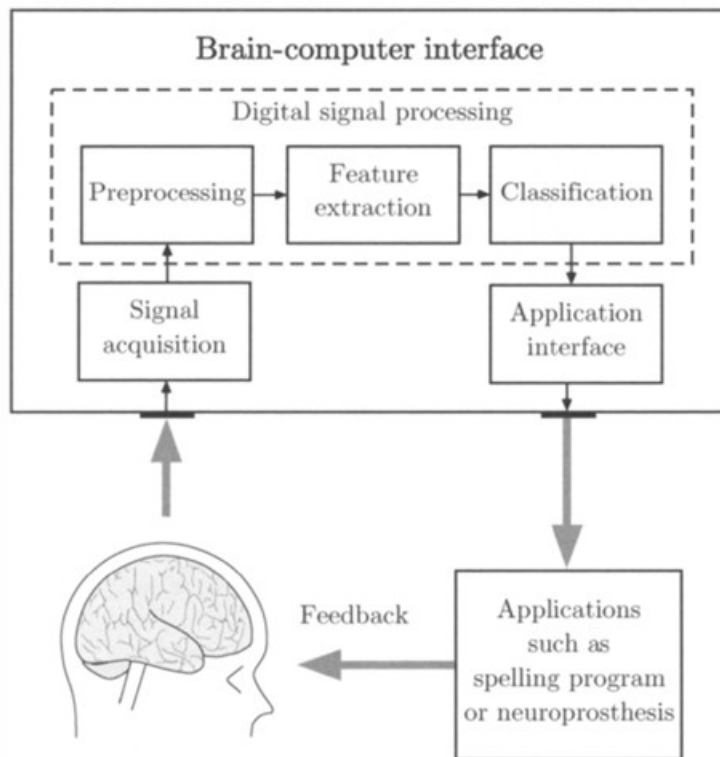 Brain-computer interface
Digital signal processing
Preprocessing
Feature
extraction
Classification
Signal
acquisition
Application
interface
Feedback
Applications
such as
spelling program
or neuroprosthesis